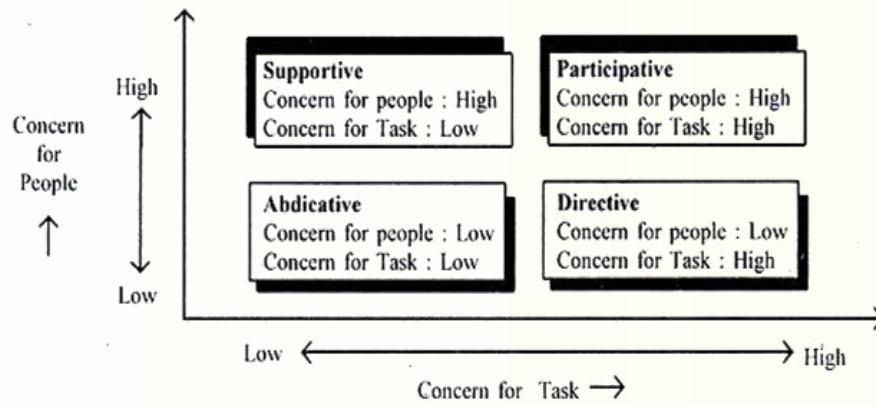 High
Concern
for
People
Low
Supportive
Concern for people : High
Concern for Task : Low
Participative
Concern for people : High
Concern for Task : High
Abdicative
Concern for people : Low
Concern for Task : Low
Directive
Concern for people : Low
Concern for Task : High
Low
High
Concern for Task